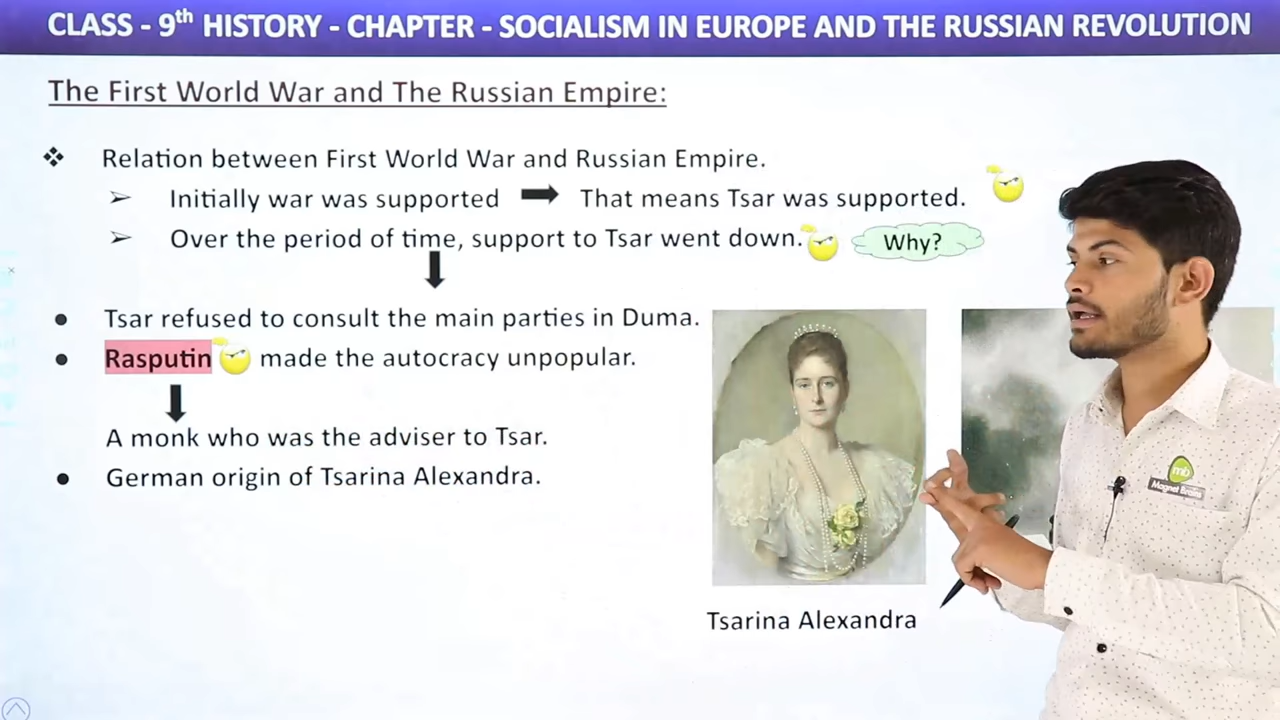 CLASS - 9th HISTORY - CHAPTER - SOCIALISM IN EUROPE AND THE RUSSIAN REVOLUTION
The First World War and The Russian Empire:
❖ Relation between First World War and Russian Empire.
➢ Initially war was supported ➡ That means Tsar was supported.
➢ Over the period of time, support to Tsar went down. Why?
● Tsar refused to consult the main parties in Duma.
● Rasputin made the autocracy unpopular.
A monk who was the adviser to Tsar.
● German origin of Tsarina Alexandra.
Tsarina Alexandra
mb
Magnet Brains